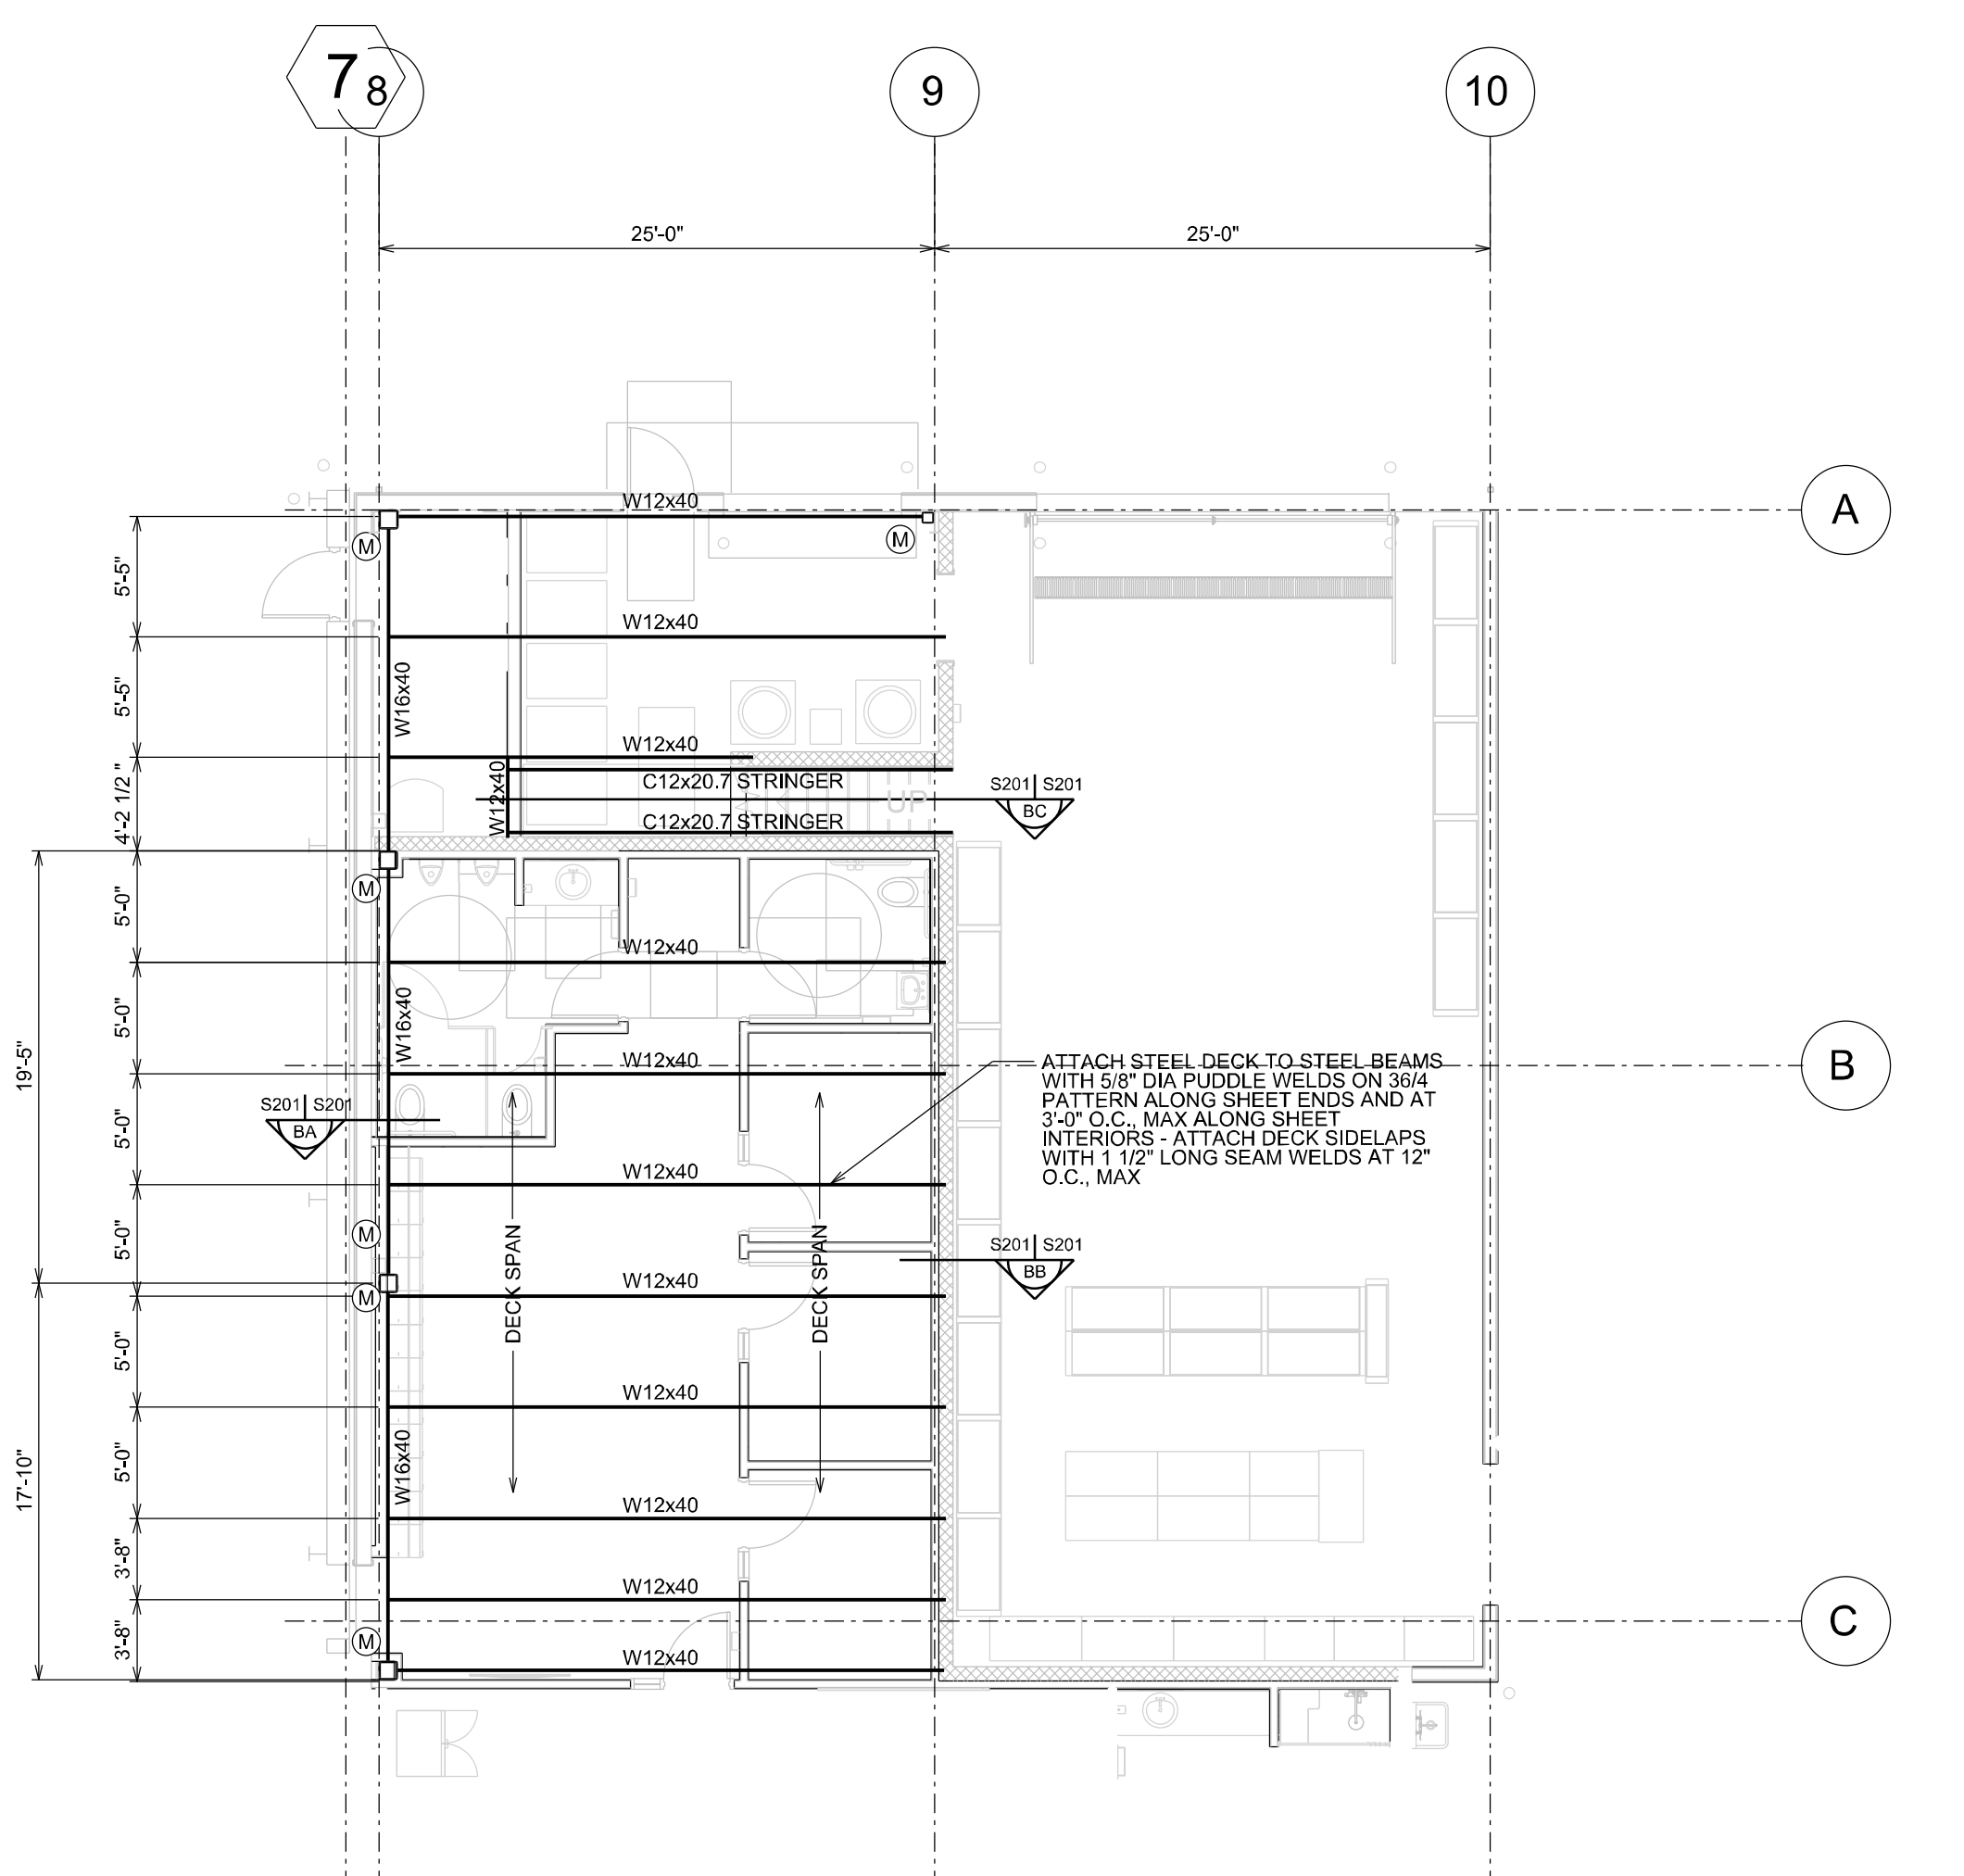 7
8
9
10
25'-0"
25'-0"
A
W12x40
M
M
5'-5"
W12x40
5'-5"
W16x40
W12x40
4'-2 1/2 "
W12x40
C12x20.7 STRINGER
S201 S201
BC
UP
C12x20.7 STRINGER
M
5'-0"
W12x40
5'-0"
W16x40
19'-5"
W12x40
B
ATTACH STEEL DECK TO STEEL BEAMS
WITH 5/8" DIA PUDDLE WELDS ON 36/4
PATTERN ALONG SHEET ENDS AND AT
3'-0" O.C., MAX ALONG SHEET
INTERIORS - ATTACH DECK SIDELAPS
WITH 1 1/2" LONG SEAM WELDS AT 12"
O.C., MAX
S201 S201
BA
5'-0"
W12x40
M
5'-0"
DECK SPAN
DECK SPAN
S201 S201
BB
W12x40
M
5'-0"
W12x40
5'-0"
W16x40
17'-10"
W12x40
3'-8"
W12x40
C
3'-8"
M
W12x40